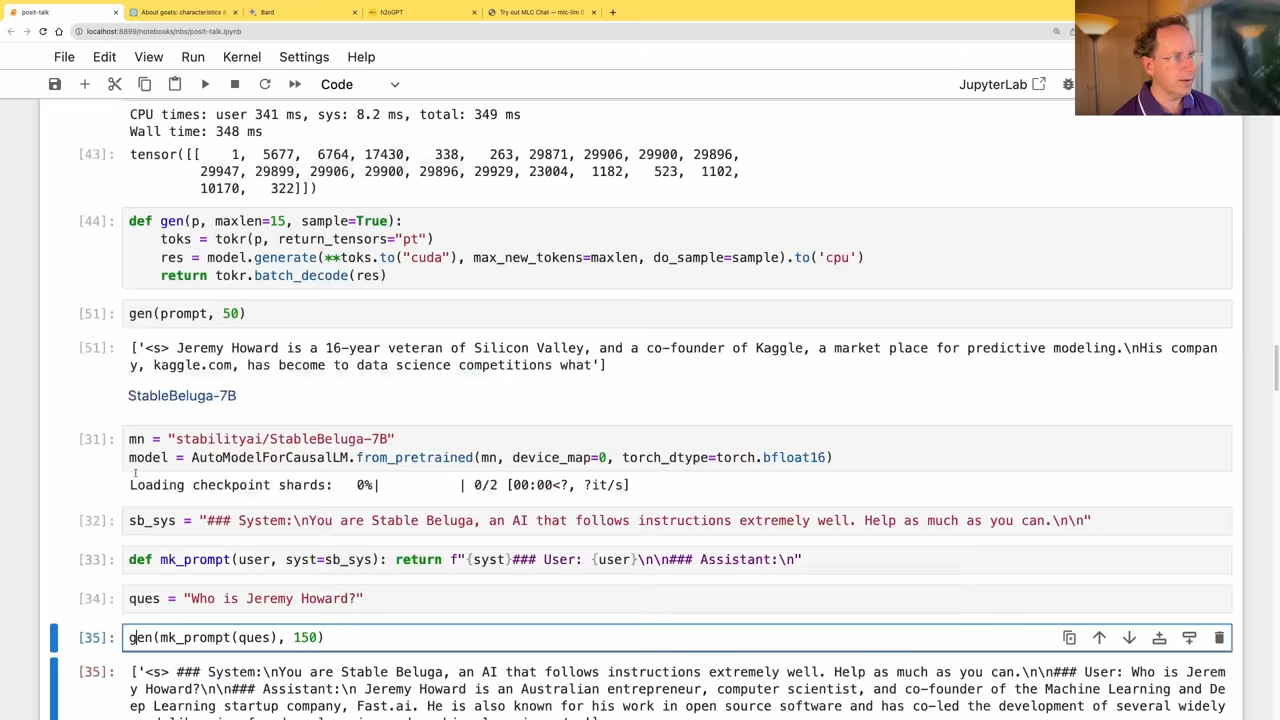 posit-talk
About goats: characteristics &
Bard
h2oGPT
Try out MLC Chat — mlc-llm 0
localhost:8899/notebooks/nbs/posit-talk.ipynb
File Edit View Run Kernel Settings Help
Code
JupyterLab
CPU times: user 341 ms, sys: 8.2 ms, total: 349 ms
Wall time: 348 ms
[43]: tensor([[    1,  5677,  6764, 17430,   338,   263, 29871, 29906, 29900, 29896,
29947, 29899, 29906, 29900, 29896, 29929, 23004,  1182,   523,  1102,
10170,   322]])
[44]: def gen(p, maxlen=15, sample=True):
toks = tokr(p, return_tensors="pt")
res = model.generate(**toks.to("cuda"), max_new_tokens=maxlen, do_sample=sample).to('cpu')
return tokr.batch_decode(res)
[51]: gen(prompt, 50)
[51]: ['<s> Jeremy Howard is a 16-year veteran of Silicon Valley, and a co-founder of Kaggle, a market place for predictive modeling.\nHis compan
y, kaggle.com, has become to data science competitions what']
StableBeluga-7B
[31]: mn = "stabilityai/StableBeluga-7B"
model = AutoModelForCausalLM.from_pretrained(mn, device_map=0, torch_dtype=torch.bfloat16)
Loading checkpoint shards:   0%|          | 0/2 [00:00<?, ?it/s]
[32]: sb_sys = "### System:\nYou are Stable Beluga, an AI that follows instructions extremely well. Help as much as you can.\n\n"
[33]: def mk_prompt(user, syst=sb_sys): return f"{syst}### User: {user}\n\n### Assistant:\n"
[34]: ques = "Who is Jeremy Howard?"
[35]: gen(mk_prompt(ques), 150)
[35]: ['<s> ### System:\nYou are Stable Beluga, an AI that follows instructions extremely well. Help as much as you can.\n\n### User: Who is Jerem
y Howard?\n\n### Assistant:\n Jeremy Howard is an Australian entrepreneur, computer scientist, and co-founder of the Machine Learning and De
ep Learning startup company, Fast.ai. He is also known for his work in open source software and has co-led the development of several widely